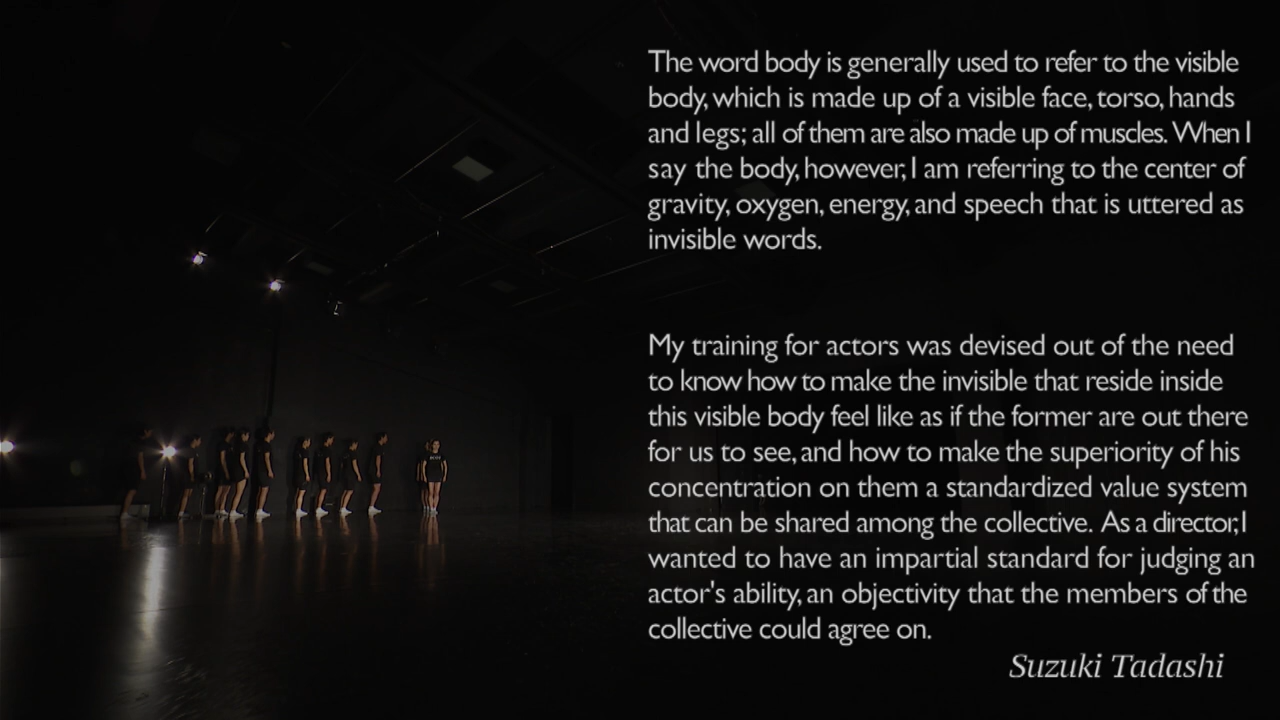 The word body is generally used to refer to the visible
body, which is made up of a visible face, torso, hands
and legs; all of them are also made up of muscles. When I
say the body, however, I am referring to the center of
gravity, oxygen, energy, and speech that is uttered as
invisible words.
My training for actors was devised out of the need
to know how to make the invisible that reside inside
this visible body feel like as if the former are out there
for us to see, and how to make the superiority of his
concentration on them a standardized value system
that can be shared among the collective. As a director, I
wanted to have an impartial standard for judging an
actor's ability, an objectivity that the members of the
collective could agree on.
Suzuki Tadashi